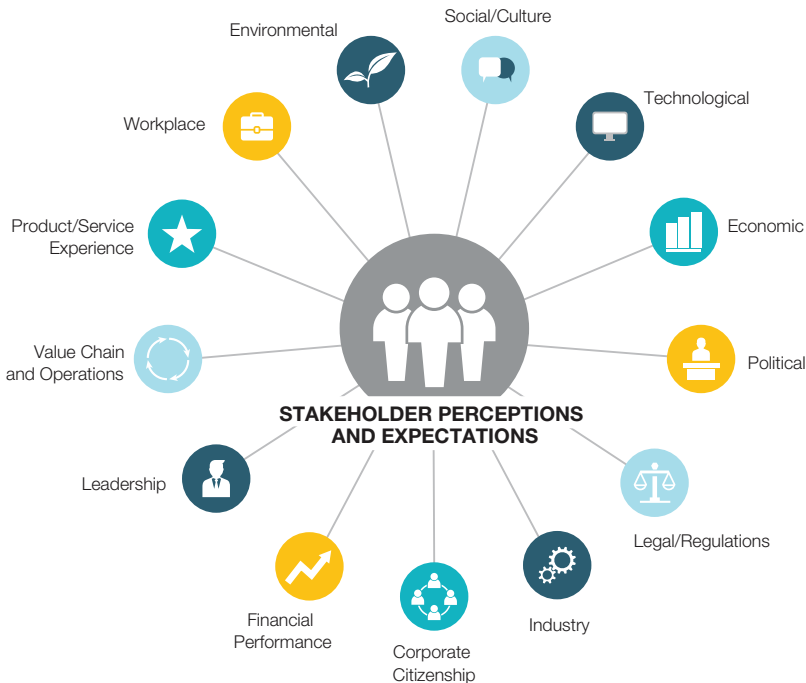 Social/Culture
Environmental
Technological
Workplace
Product/Service
Experience
Economic
Value Chain
and Operations
Political
STAKEHOLDER PERCEPTIONS
AND EXPECTATIONS
Leadership
Legal/Regulations
Financial
Performance
Industry
Corporate
Citizenship